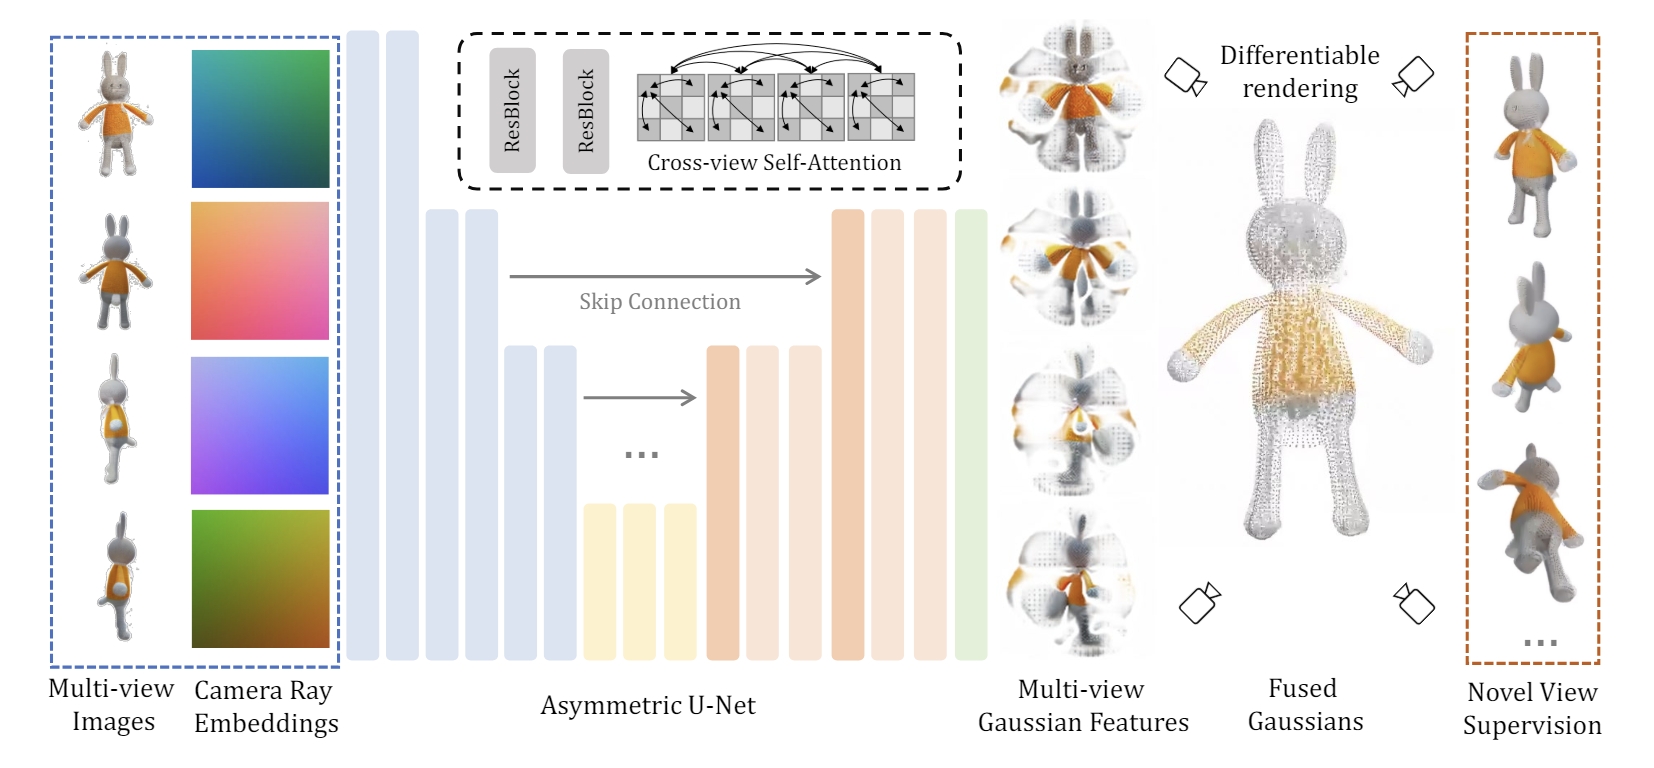 ResBlock
ResBlock
Cross-view Self-Attention
Differentiable
rendering
Skip Connection
...
...
Multi-view
Images
Camera Ray
Embeddings
Asymmetric U-Net
Multi-view
Gaussian Features
Fused
Gaussians
Novel View
Supervision